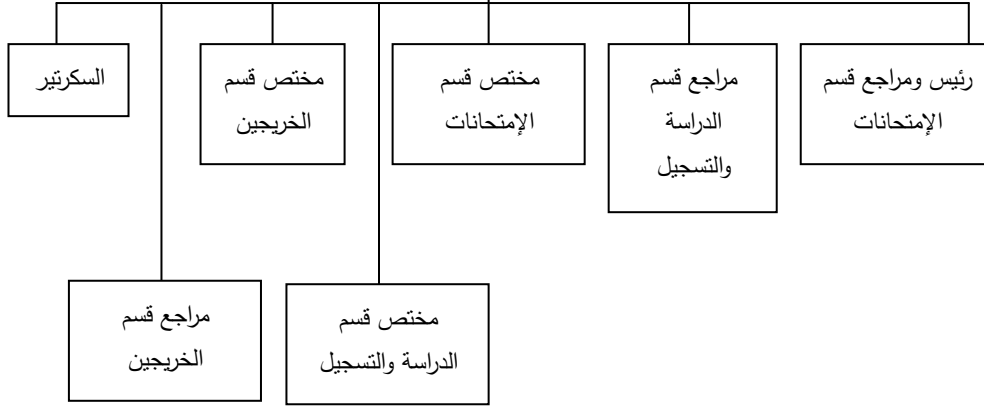 رئيس ومراجع قسم
الإمتحانات
مراجع قسم
الدراسة
والتسجيل
مختص قسم
الإمتحانات
مختص قسم
الخريجين
السكرتير
مختص قسم
الدراسة والتسجيل
مراجع قسم
الخريجين